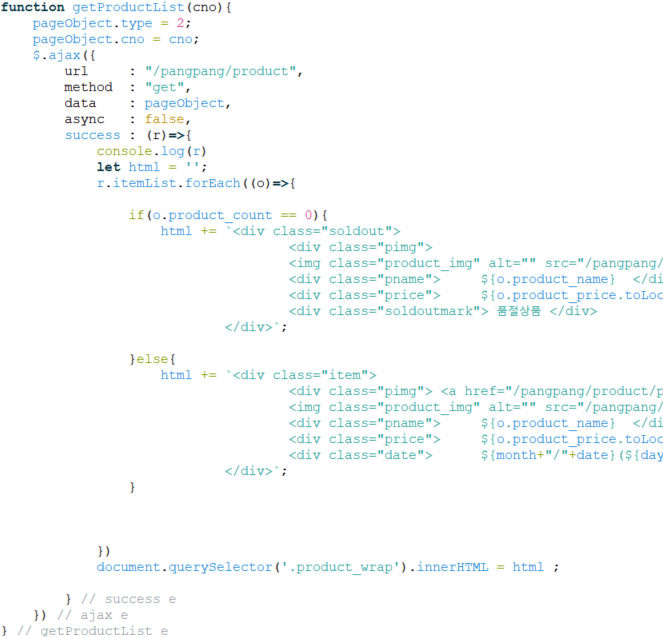 function getProductList(cno){
    pageObject.type = 2;
    pageObject.cno = cno;
    $.ajax({
        url     : "/pangpang/product",
        method  : "get",
        data    : pageObject,
        async   : false,
        success : (r)=>{
            console.log(r)
            let html = '';
            r.itemList.forEach((o)=>{
                if(o.product_count == 0){
                    html += `<div class="soldout">
                                    <div class="pimg">
                                    <img class="product_img" alt="" src="/pangpang/
                                    <div class="pname">     ${o.product_name}  </di
                                    <div class="price">     ${o.product_price.toLoc
                                    <div class="soldoutmark"> 품절상품 </div>
                            </div>`;
                }else{
                    html += `<div class="item">
                                    <div class="pimg"> <a href="/pangpang/product/p
                                    <img class="product_img" alt="" src="/pangpang/
                                    <div class="pname">     ${o.product_name}  </di
                                    <div class="price">     ${o.product_price.toLoc
                                    <div class="date">      ${month+"/"+date}(${day
                            </div>`;
                }
            })
            document.querySelector('.product_wrap').innerHTML = html ;
        } // success e
    }) // ajax e
} // getProductList e